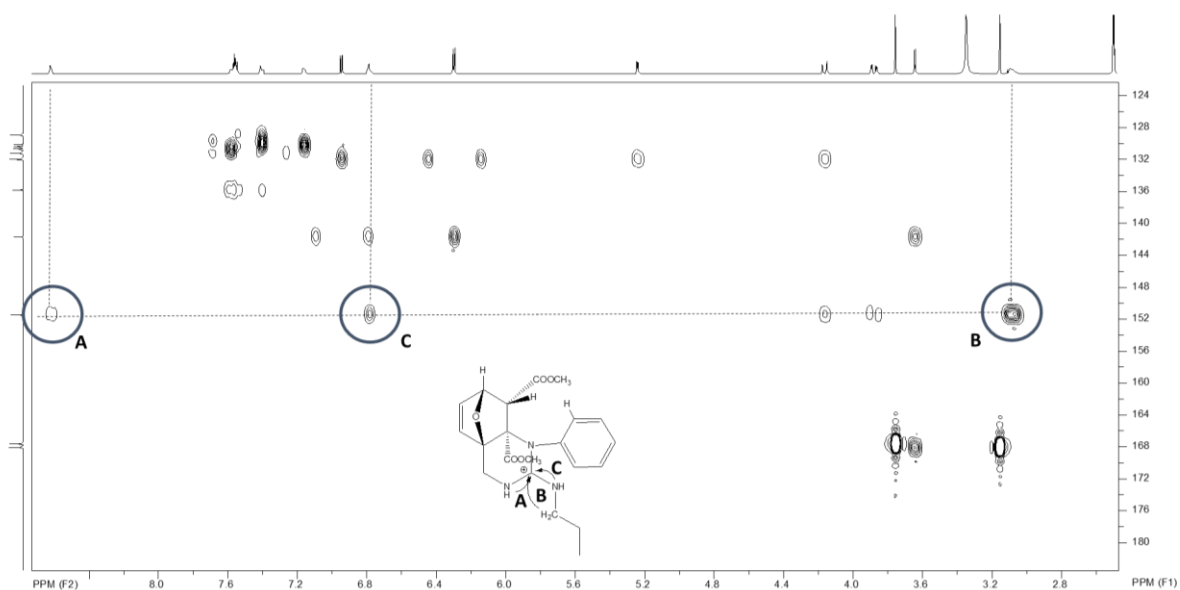 124
128
132
136
140
144
148
152
156
160
164
168
172
176
180
A
C
B
H
COOCH3
H
H
O
N
COOCH3
⊕
C
N
H
A
B
NH
H2C
PPM (F2) 8.0 7.6 7.2 6.8 6.4 6.0 5.6 5.2 4.8 4.4 4.0 3.6 3.2 2.8 PPM (F1)